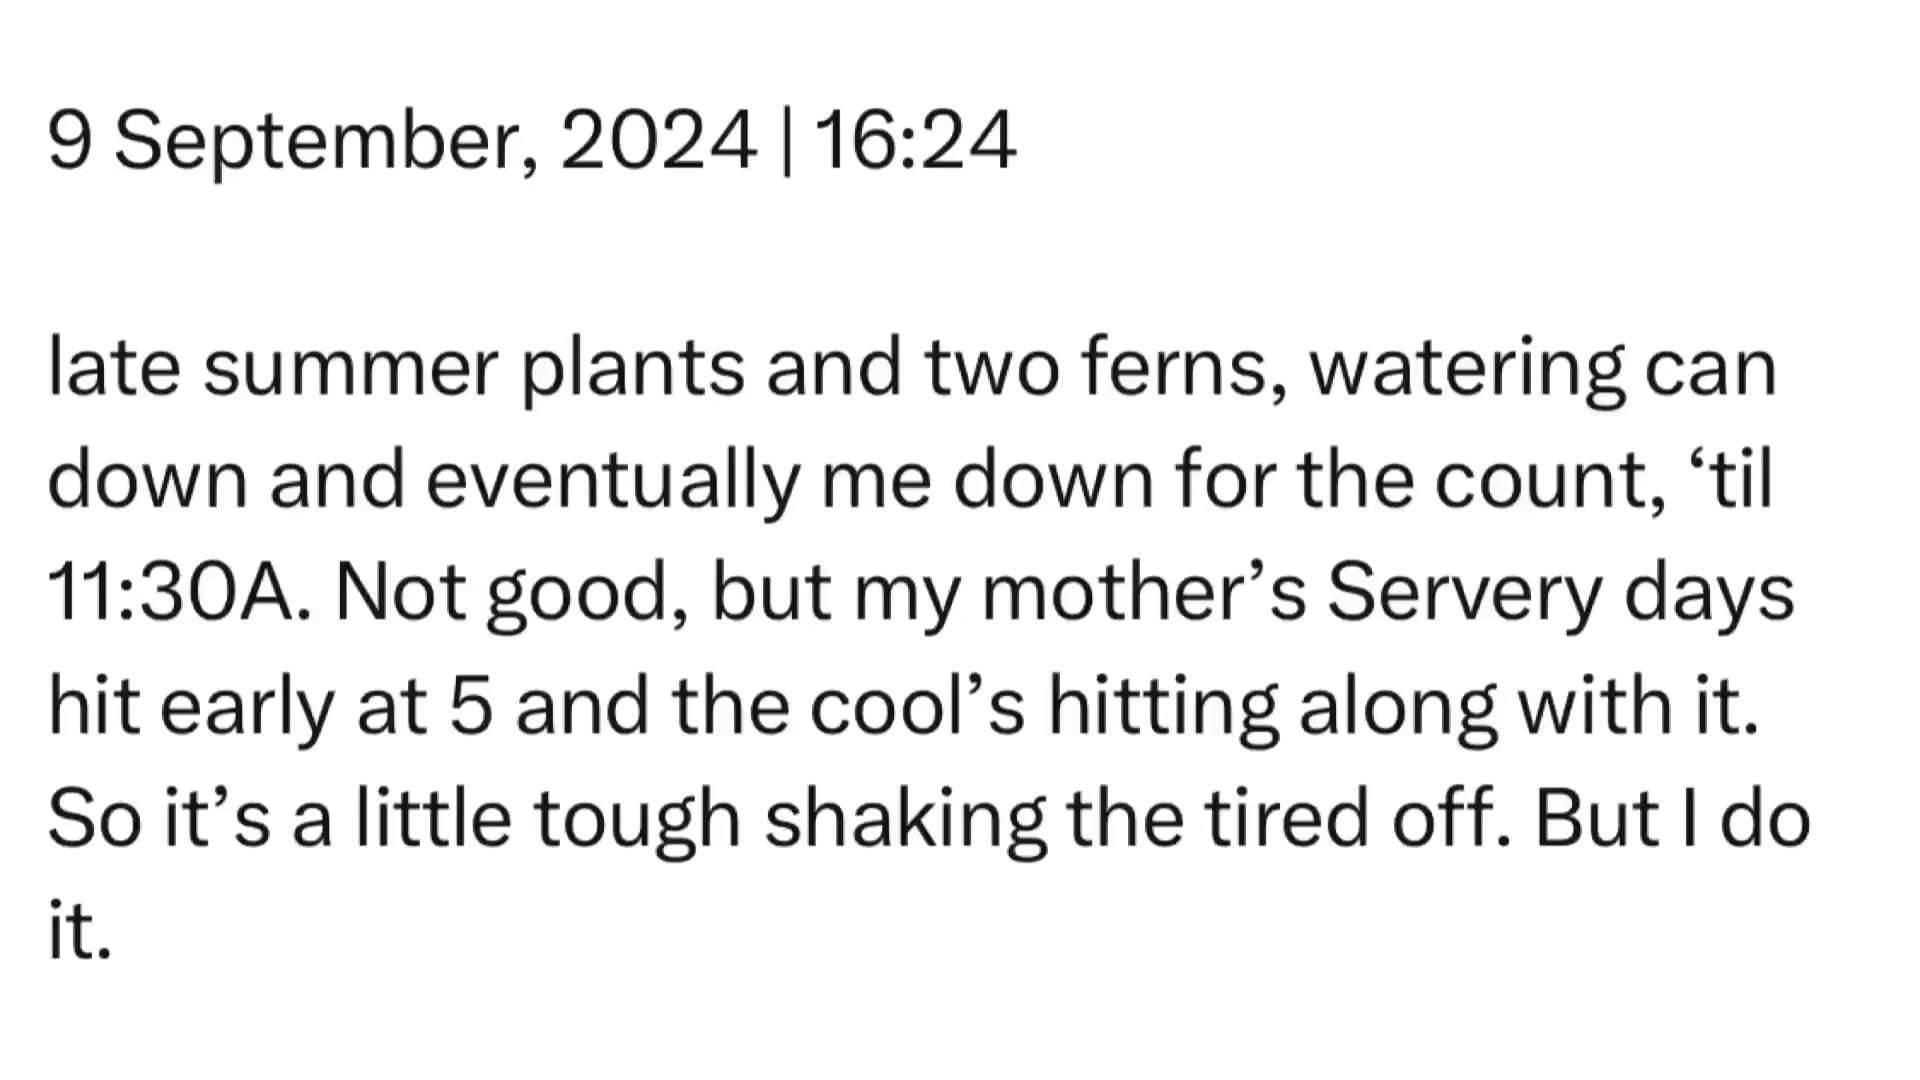 9 September, 2024 | 16:24
late summer plants and two ferns, watering can
down and eventually me down for the count, ‘til
11:30A. Not good, but my mother’s Servery days
hit early at 5 and the cool’s hitting along with it.
So it’s a little tough shaking the tired off. But I do
it.